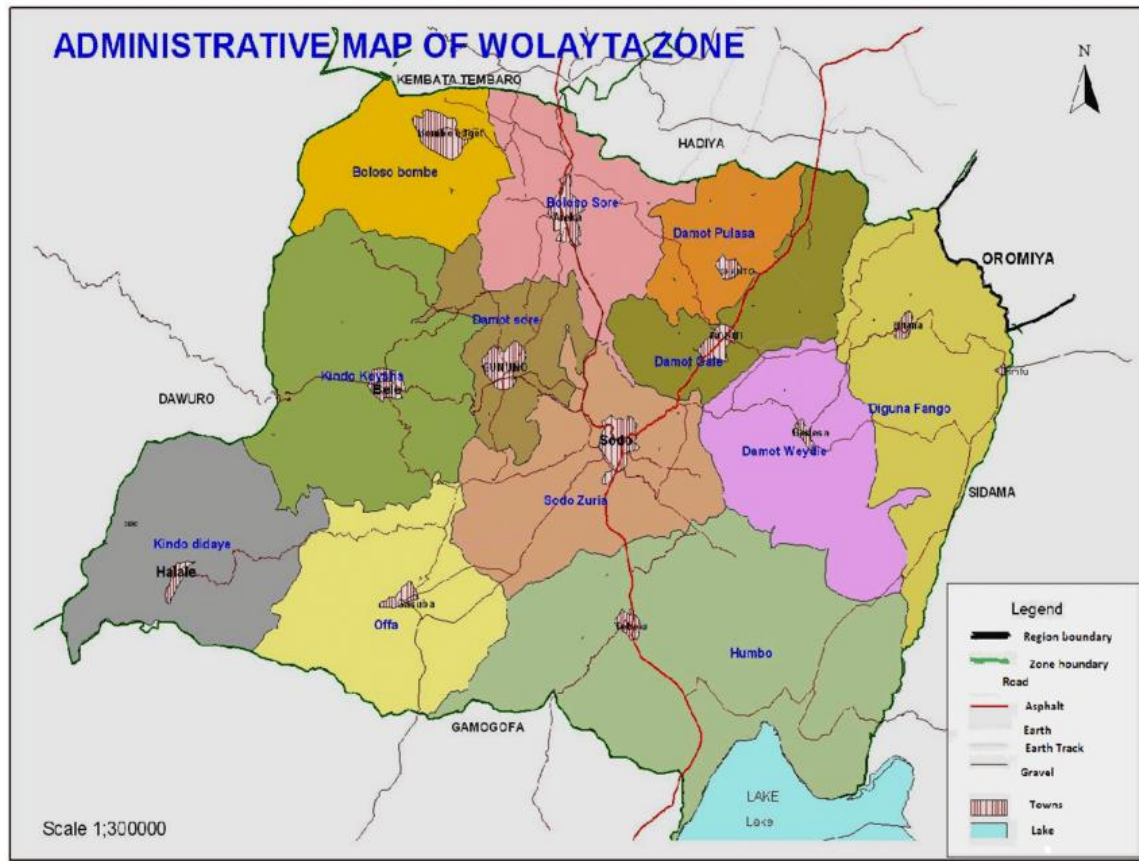 ADMINISTRATIVE MAP OF WOLAYTA ZONE
N
KEMBATA TEMBARO
HADIYA
Boloso bombe
Boloso Sore
Damot Pulasa
OROMIYA
Damot sore
GUNUNO
Damot Gale
Kindo Koysha
Bele
DAWURO
Diguna Fango
Sodo
Damot Weydie
SIDAMA
Sodo Zuria
Kindo didaye
Halale
Offa
Humbo
GAMOGOFA
LAKE
Lake
Scale 1;300000
Legend
Region boundary
Zone boundary
Road
Asphalt
Earth
Earth Track
Gravel
Towns
Lake